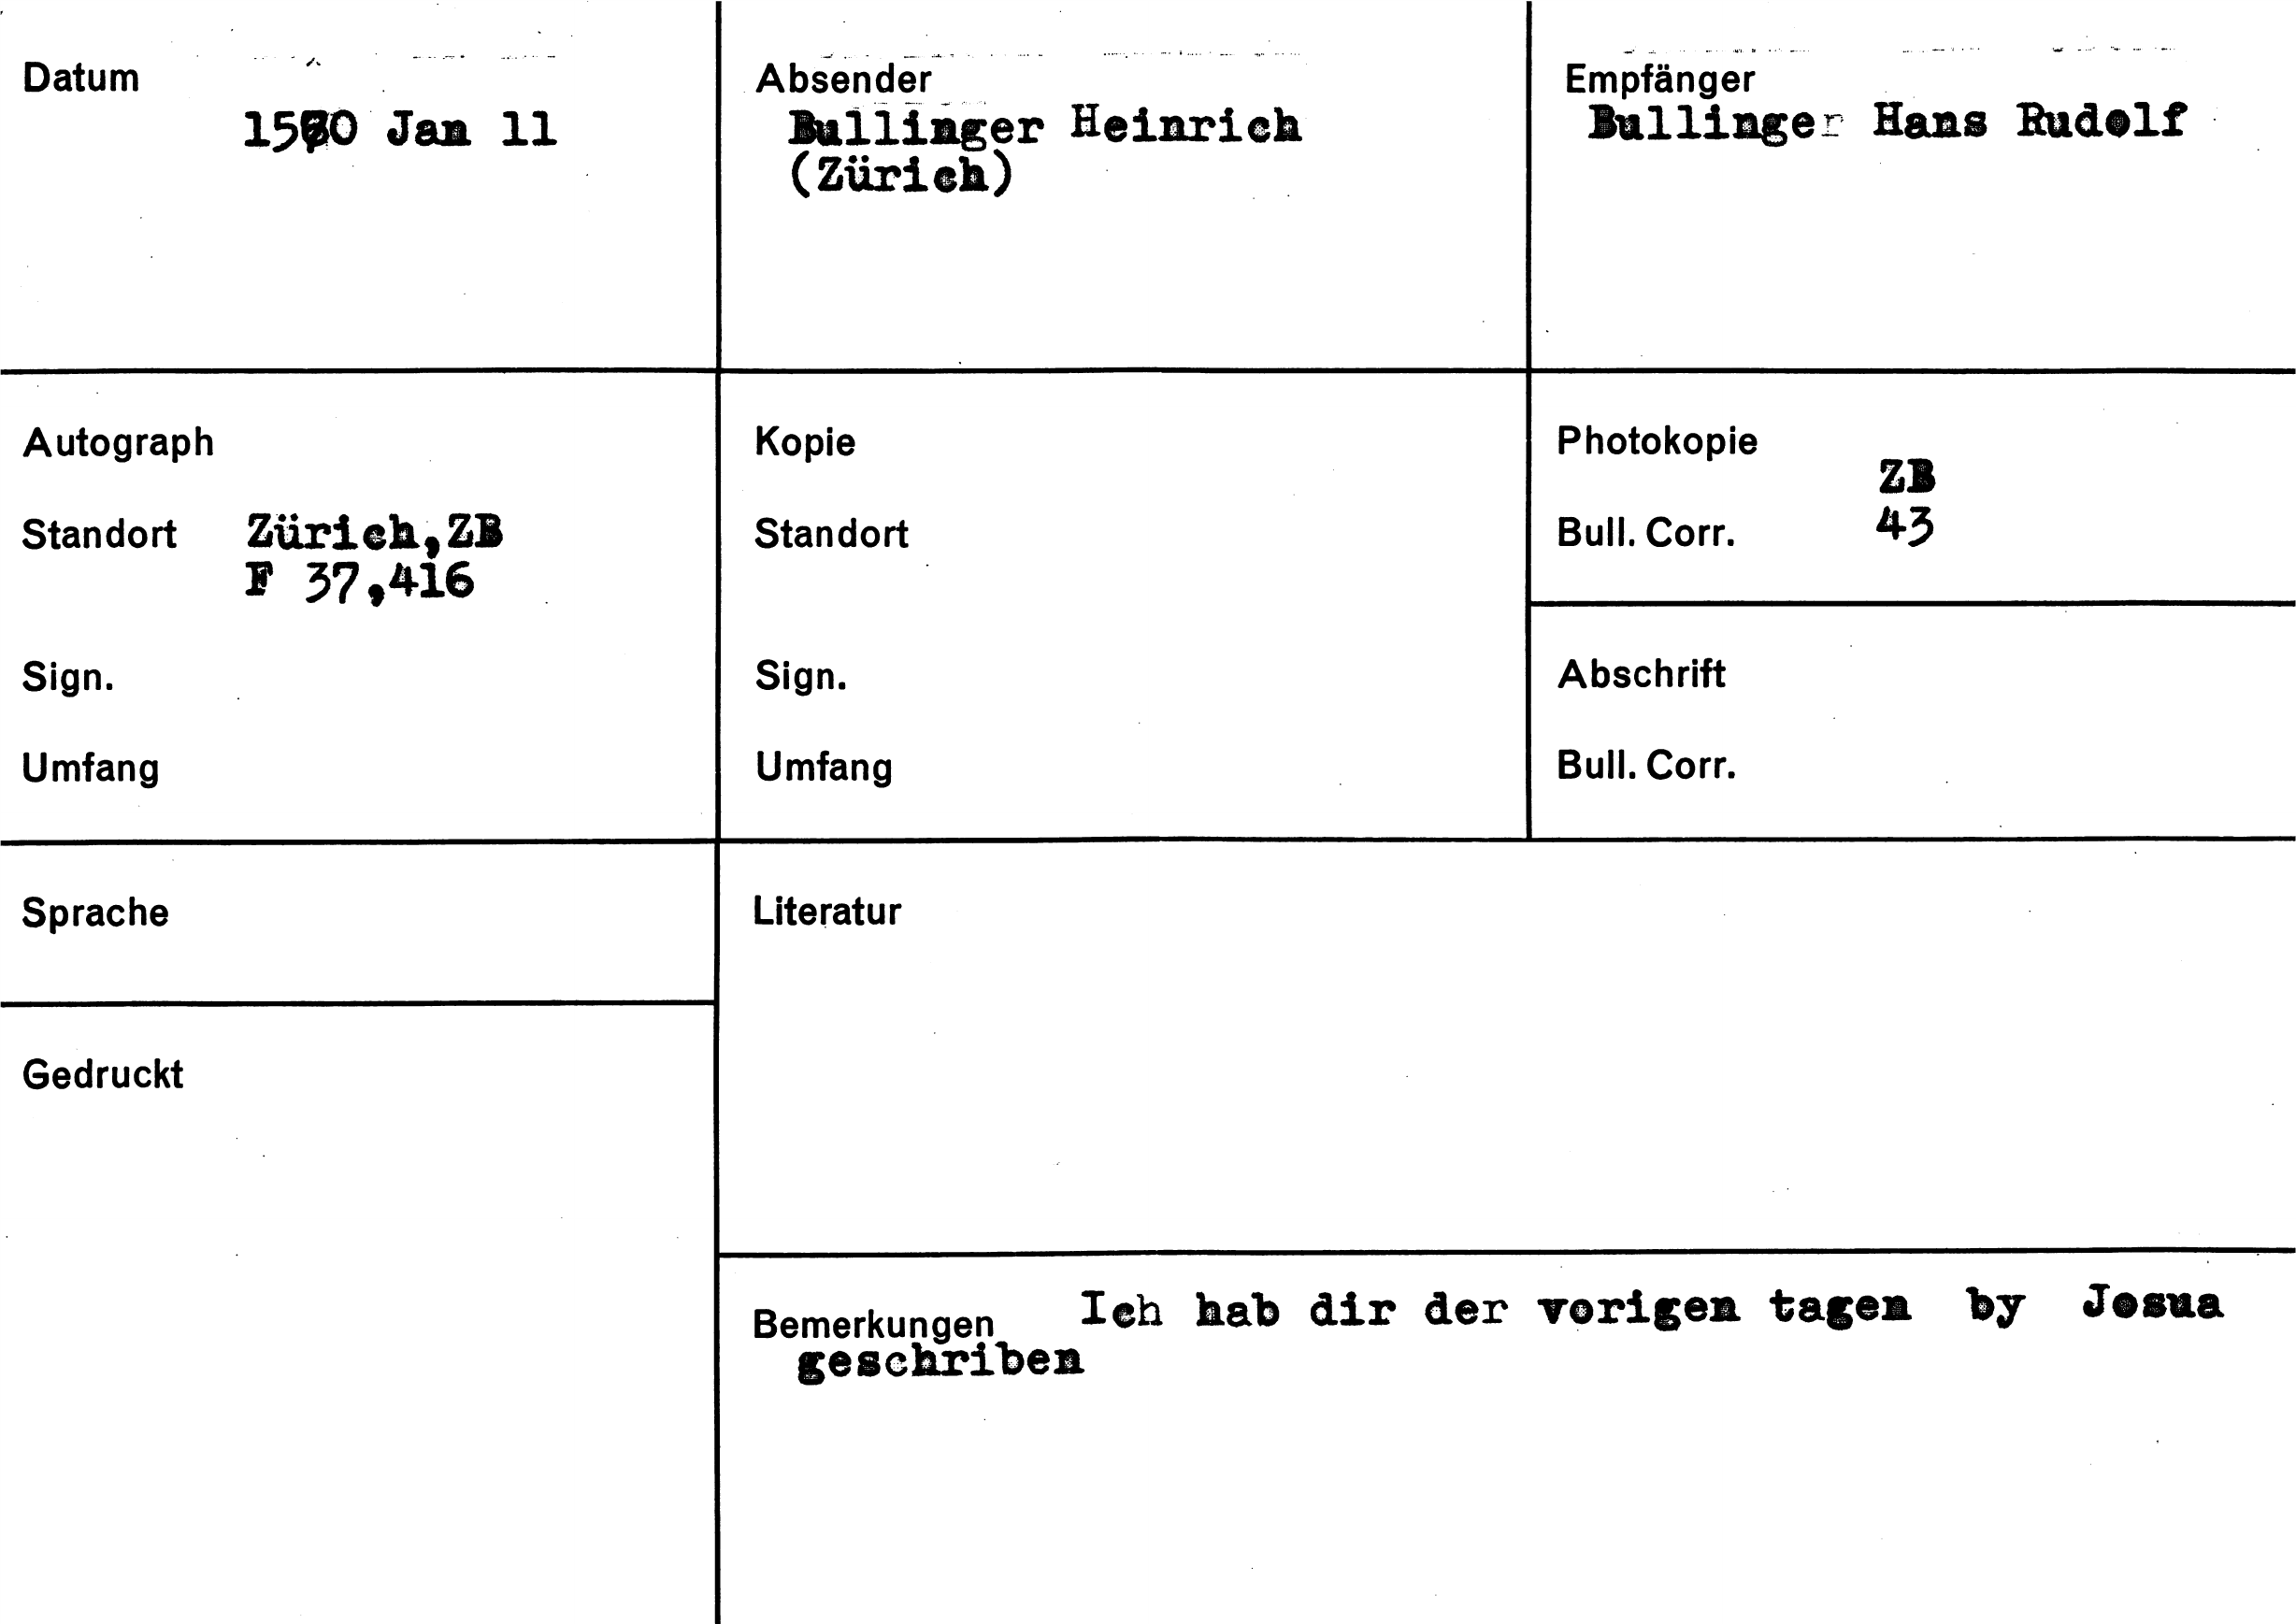 Datum
Jan 11
Absender
Bullinger Heinrich
(Zürich)
Empfänger
Bullinger Hans Rudolf
Autograph
Standort Zürich,ZB
F 37,416
Sign.
Umfang
Kopie
Standort
Sign.
Umfang
Photokopie
ZB
Bull. Corr. 43
Abschrift
Bull. Corr.
Sprache
Gedruckt
Literatur
Bemerkungen Ich hab dir der vorigen tagen by Josua
geschriben